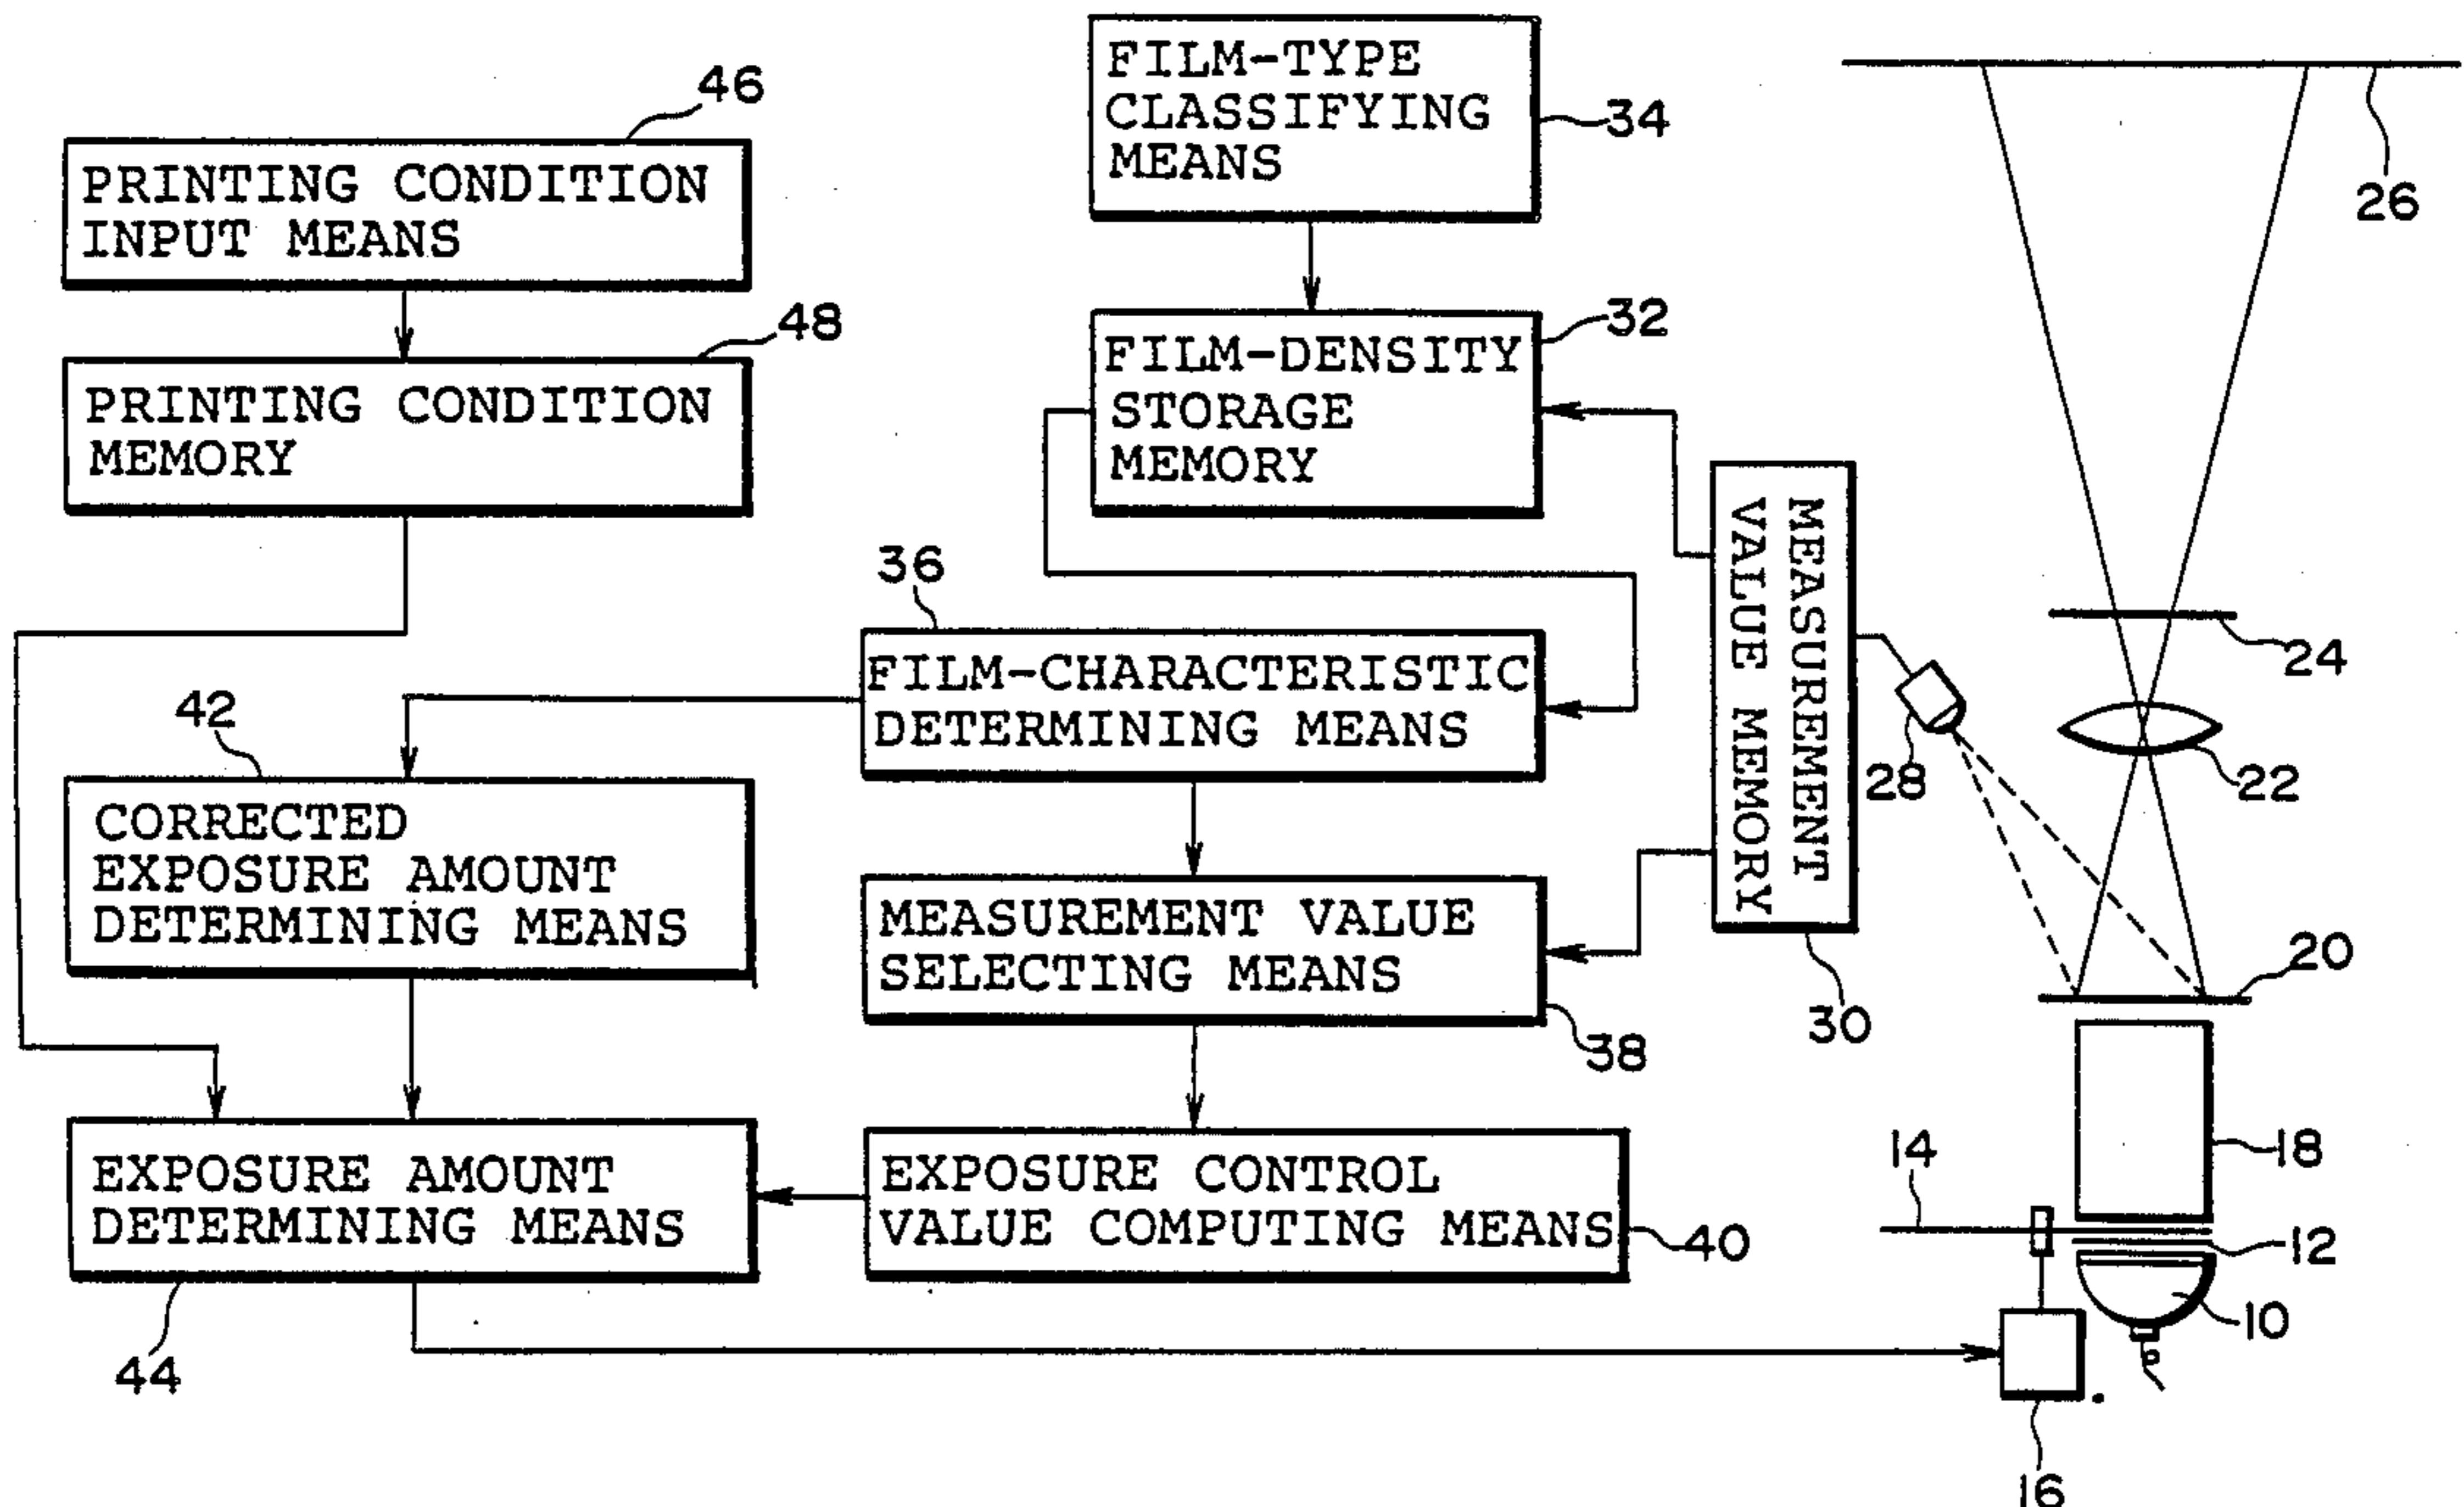 46
PRINTING CONDITION
INPUT MEANS
48
PRINTING CONDITION
MEMORY
FILM-TYPE
CLASSIFYING
MEANS
34
32
FILM-DENSITY
STORAGE
MEMORY
36
FILM-CHARACTERISTIC
DETERMINING MEANS
42
CORRECTED
EXPOSURE AMOUNT
DETERMINING MEANS
MEASUREMENT VALUE
SELECTING MEANS
38
EXPOSURE AMOUNT
DETERMINING MEANS
44
EXPOSURE CONTROL
VALUE COMPUTING MEANS
40
MEASUREMENT
VALUE MEMORY
30
26
24
28
22
20
18
14
12
10
16